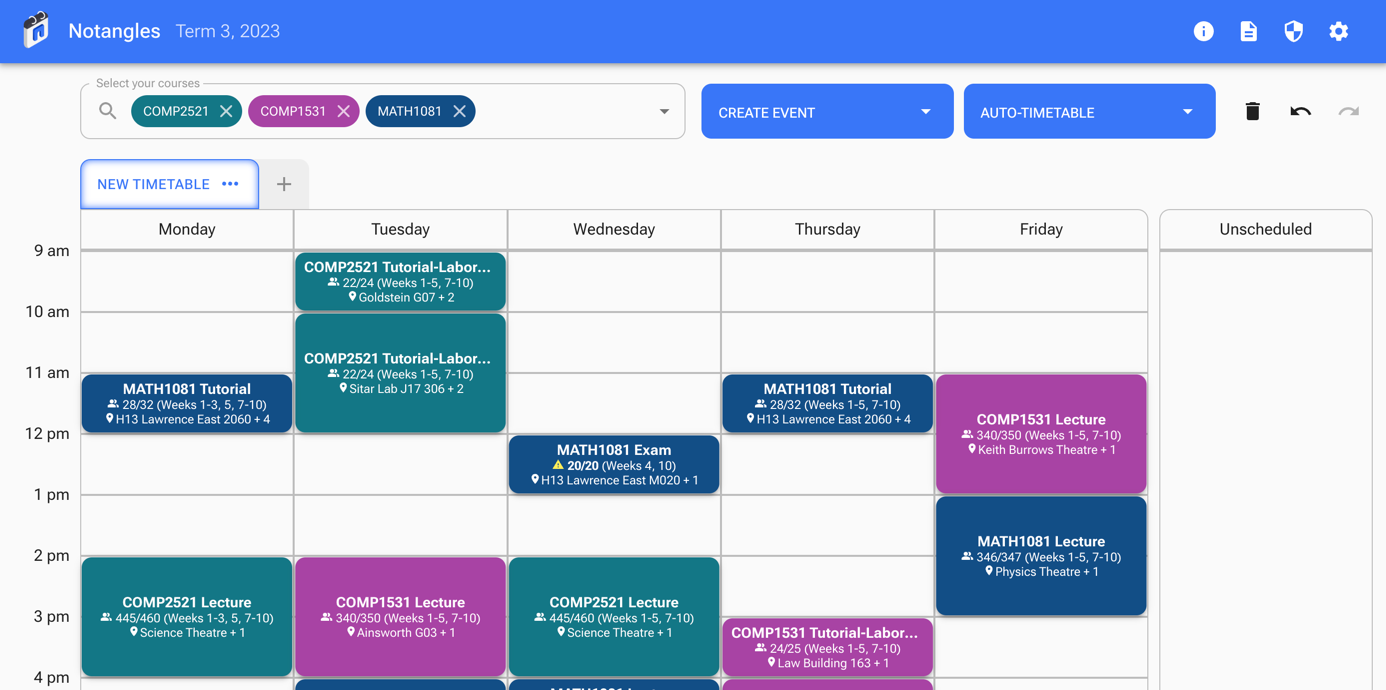 Notangles Term 3, 2023
Select your courses
COMP2521 COMP1531 MATH1081
CREATE EVENT
AUTO-TIMETABLE
NEW TIMETABLE
Monday Tuesday Wednesday Thursday Friday Unscheduled
9 am
COMP2521 Tutorial-Labor...
22/24 (Weeks 1-5, 7-10)
Goldstein G07 + 2
10 am
COMP2521 Tutorial-Labor...
22/24 (Weeks 1-5, 7-10)
Sitar Lab J17 306 + 2
11 am
MATH1081 Tutorial
28/32 (Weeks 1-3, 5, 7-10)
H13 Lawrence East 2060 + 4
MATH1081 Tutorial
28/32 (Weeks 1-5, 7-10)
H13 Lawrence East 2060 + 4
COMP1531 Lecture
340/350 (Weeks 1-5, 7-10)
Keith Burrows Theatre + 1
12 pm
MATH1081 Exam
20/20 (Weeks 4, 10)
H13 Lawrence East M020 + 1
1 pm
MATH1081 Lecture
346/347 (Weeks 1-5, 7-10)
Physics Theatre + 1
2 pm
COMP2521 Lecture
445/460 (Weeks 1-3, 5, 7-10)
Science Theatre + 1
COMP1531 Lecture
340/350 (Weeks 1-5, 7-10)
Ainsworth G03 + 1
COMP2521 Lecture
445/460 (Weeks 1-5, 7-10)
Science Theatre + 1
3 pm
COMP1531 Tutorial-Labor...
24/25 (Weeks 1-5, 7-10)
Law Building 163 + 1
4 pm